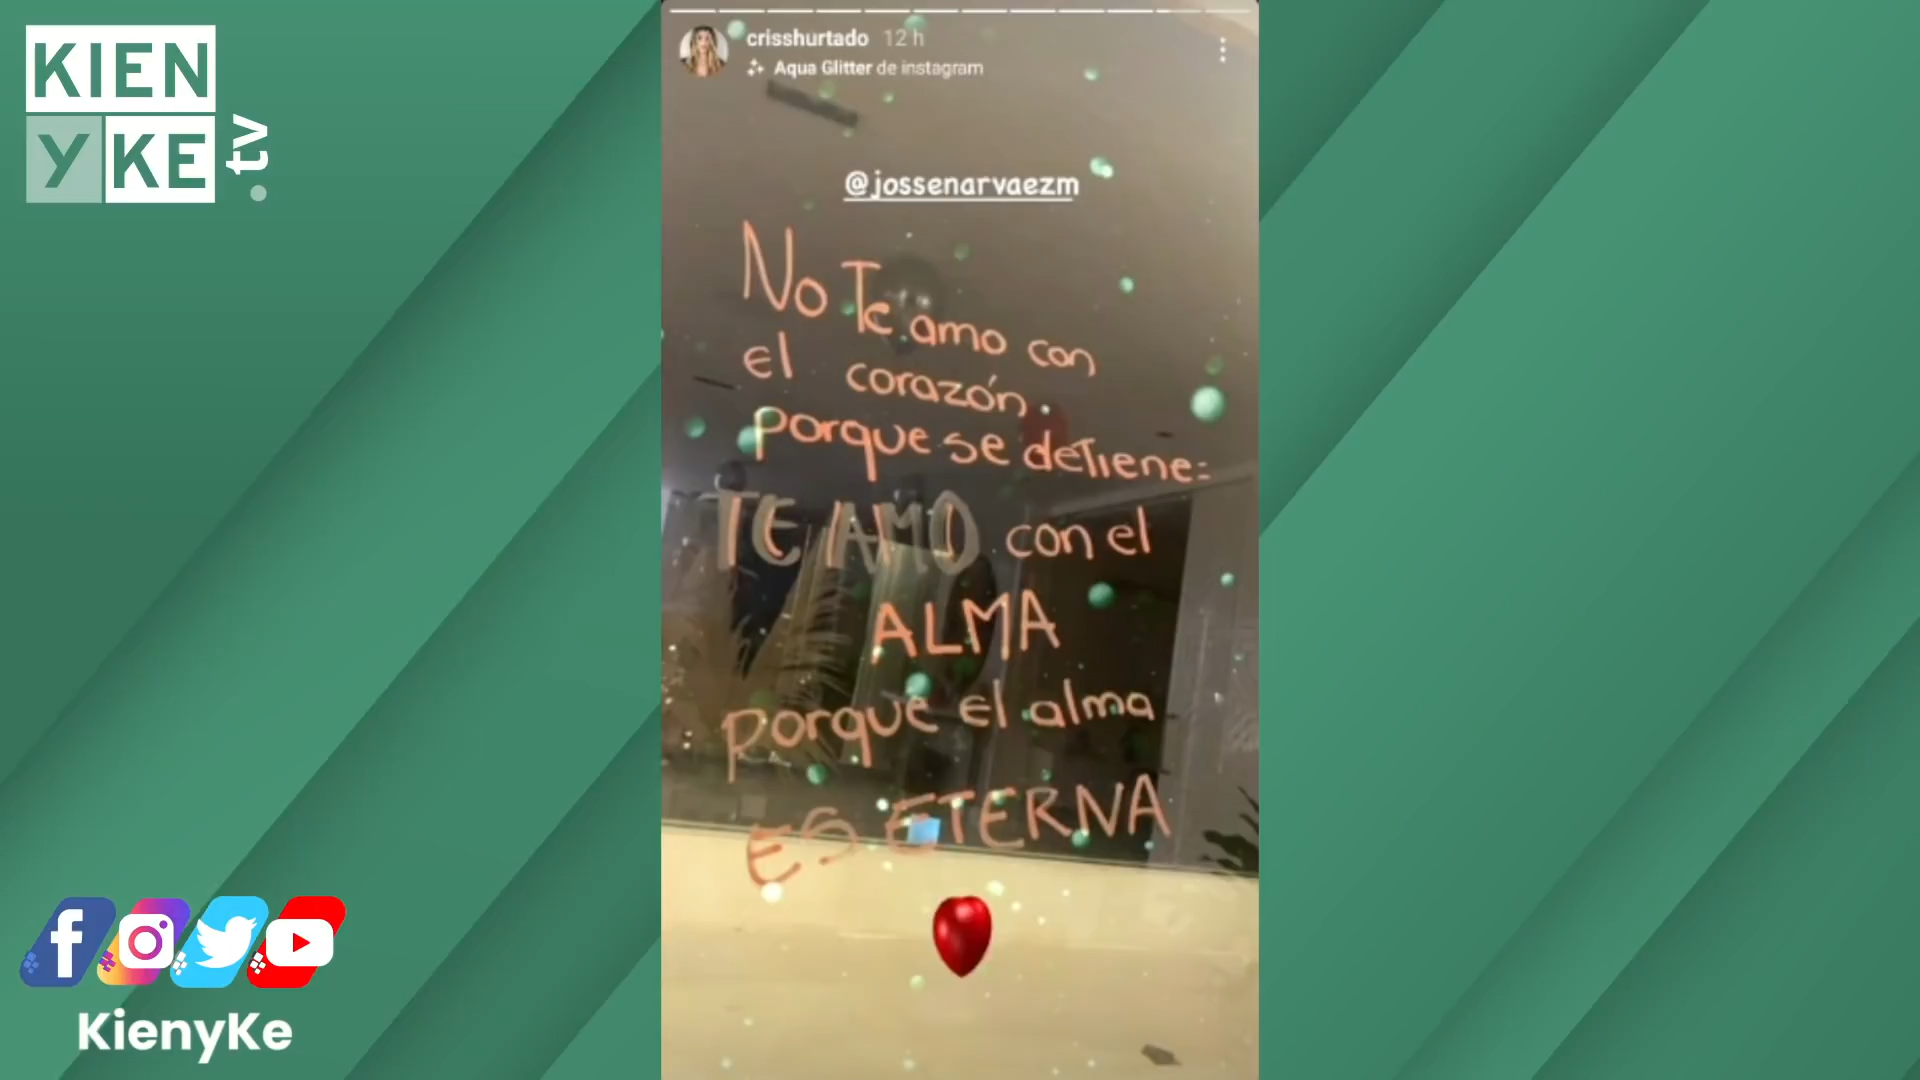 KIEN
Y KE .tv
crisshurtado 12 h
Aqua Glitter de instagram
@jossenarvaezm
No Te amo con
el corazón.
porque se detiene:
TE AMO con el
ALMA
porque el alma
ES ETERNA
KienyKe